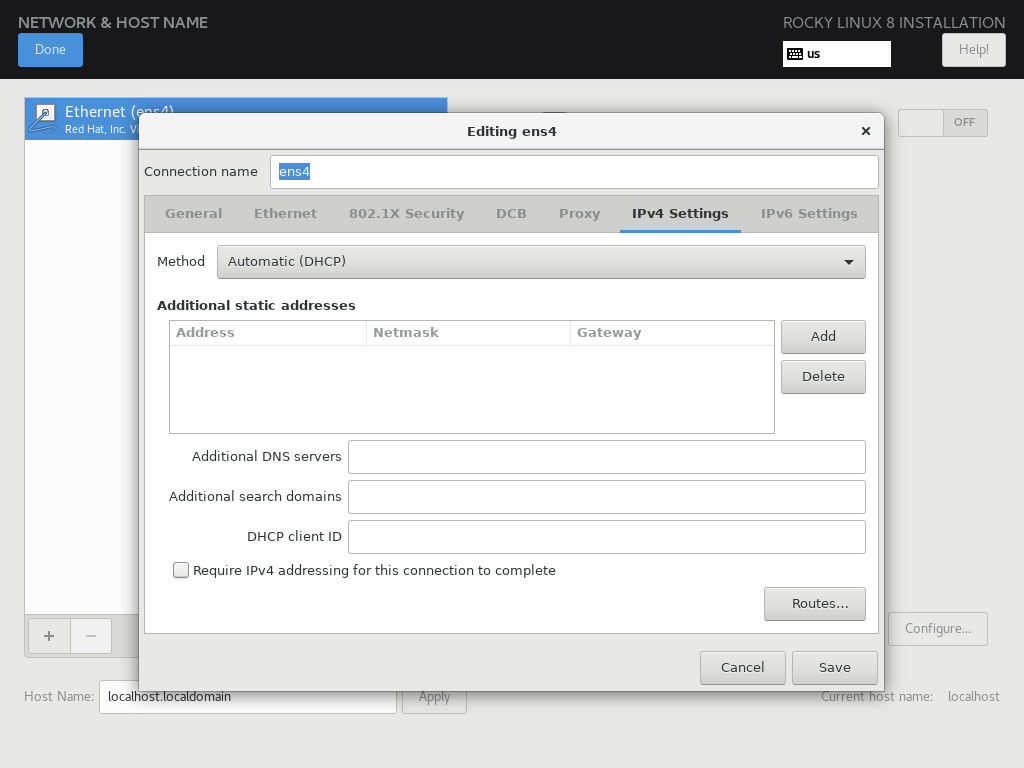 NETWORK & HOST NAME
ROCKY LINUX 8 INSTALLATION
Done
us
Help!
Ethernet (ens4)
Red Hat, Inc.
OFF
Editing ens4
Connection name
ens4
General
Ethernet
802.1X Security
DCB
Proxy
IPv4 Settings
IPv6 Settings
Method
Automatic (DHCP)
Additional static addresses
Address
Netmask
Gateway
Add
Delete
Additional DNS servers
Additional search domains
DHCP client ID
Require IPv4 addressing for this connection to complete
Routes…
Configure...
Cancel
Save
Host Name:
localhost.localdomain
Apply
Current host name:
localhost